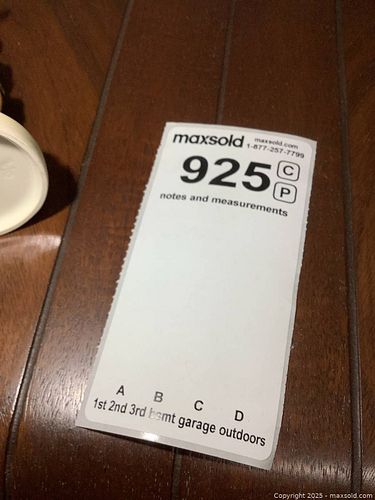 maxsold maxsold.com
1-877-257-7799
925 C
P
notes and measurements
A B C D
1st 2nd 3rd bsmt garage outdoors
Copyright 2025 - maxsold.com